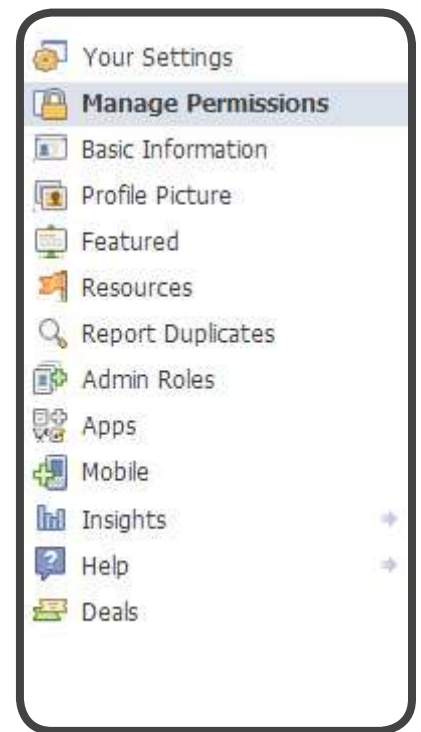 Your Settings
Manage Permissions
Basic Information
Profile Picture
Featured
Resources
Report Duplicates
Admin Roles
Apps
Mobile
Insights
Help
Deals